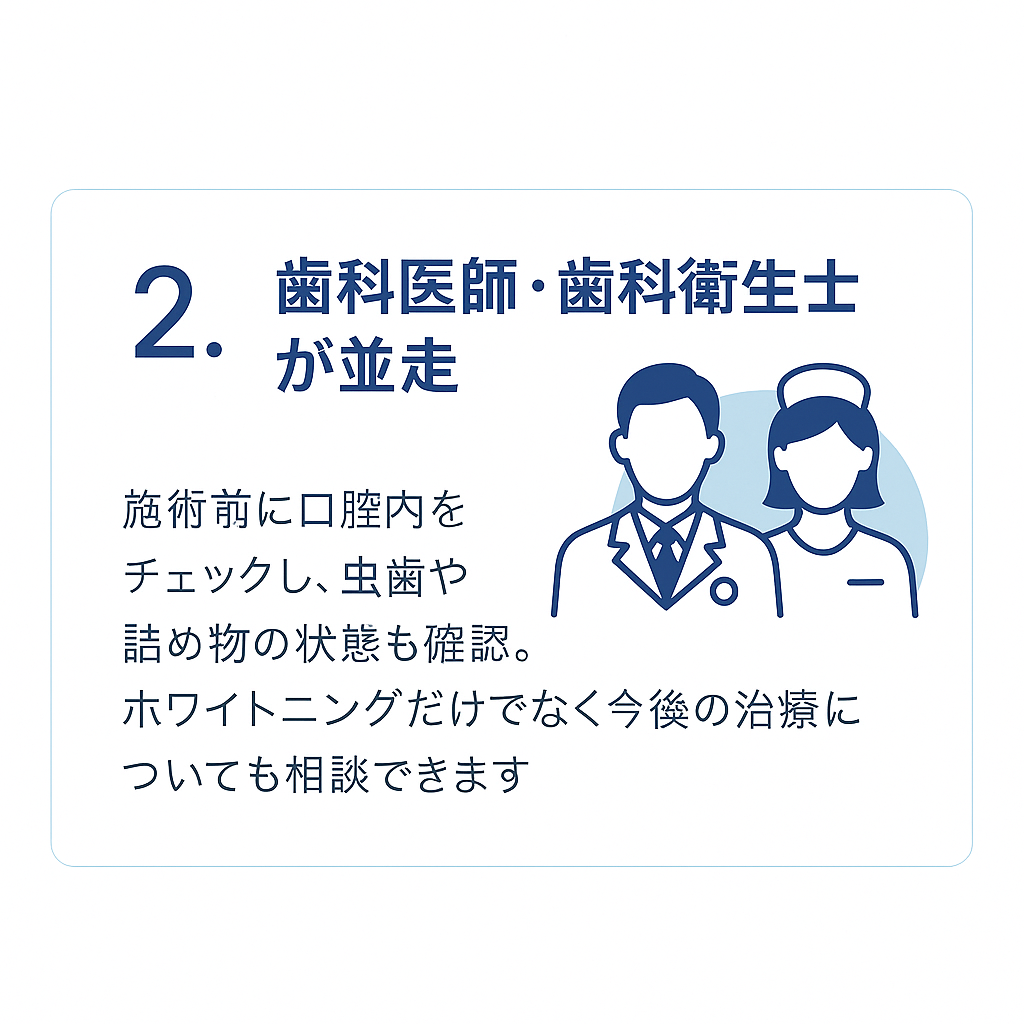 2. 歯科医師・歯科衛生士
が並走
施術前に口腔内を
チェックし、虫歯や
詰め物の状態も確認。
ホワイトニングだけでなく今後の治療に
ついても相談できます